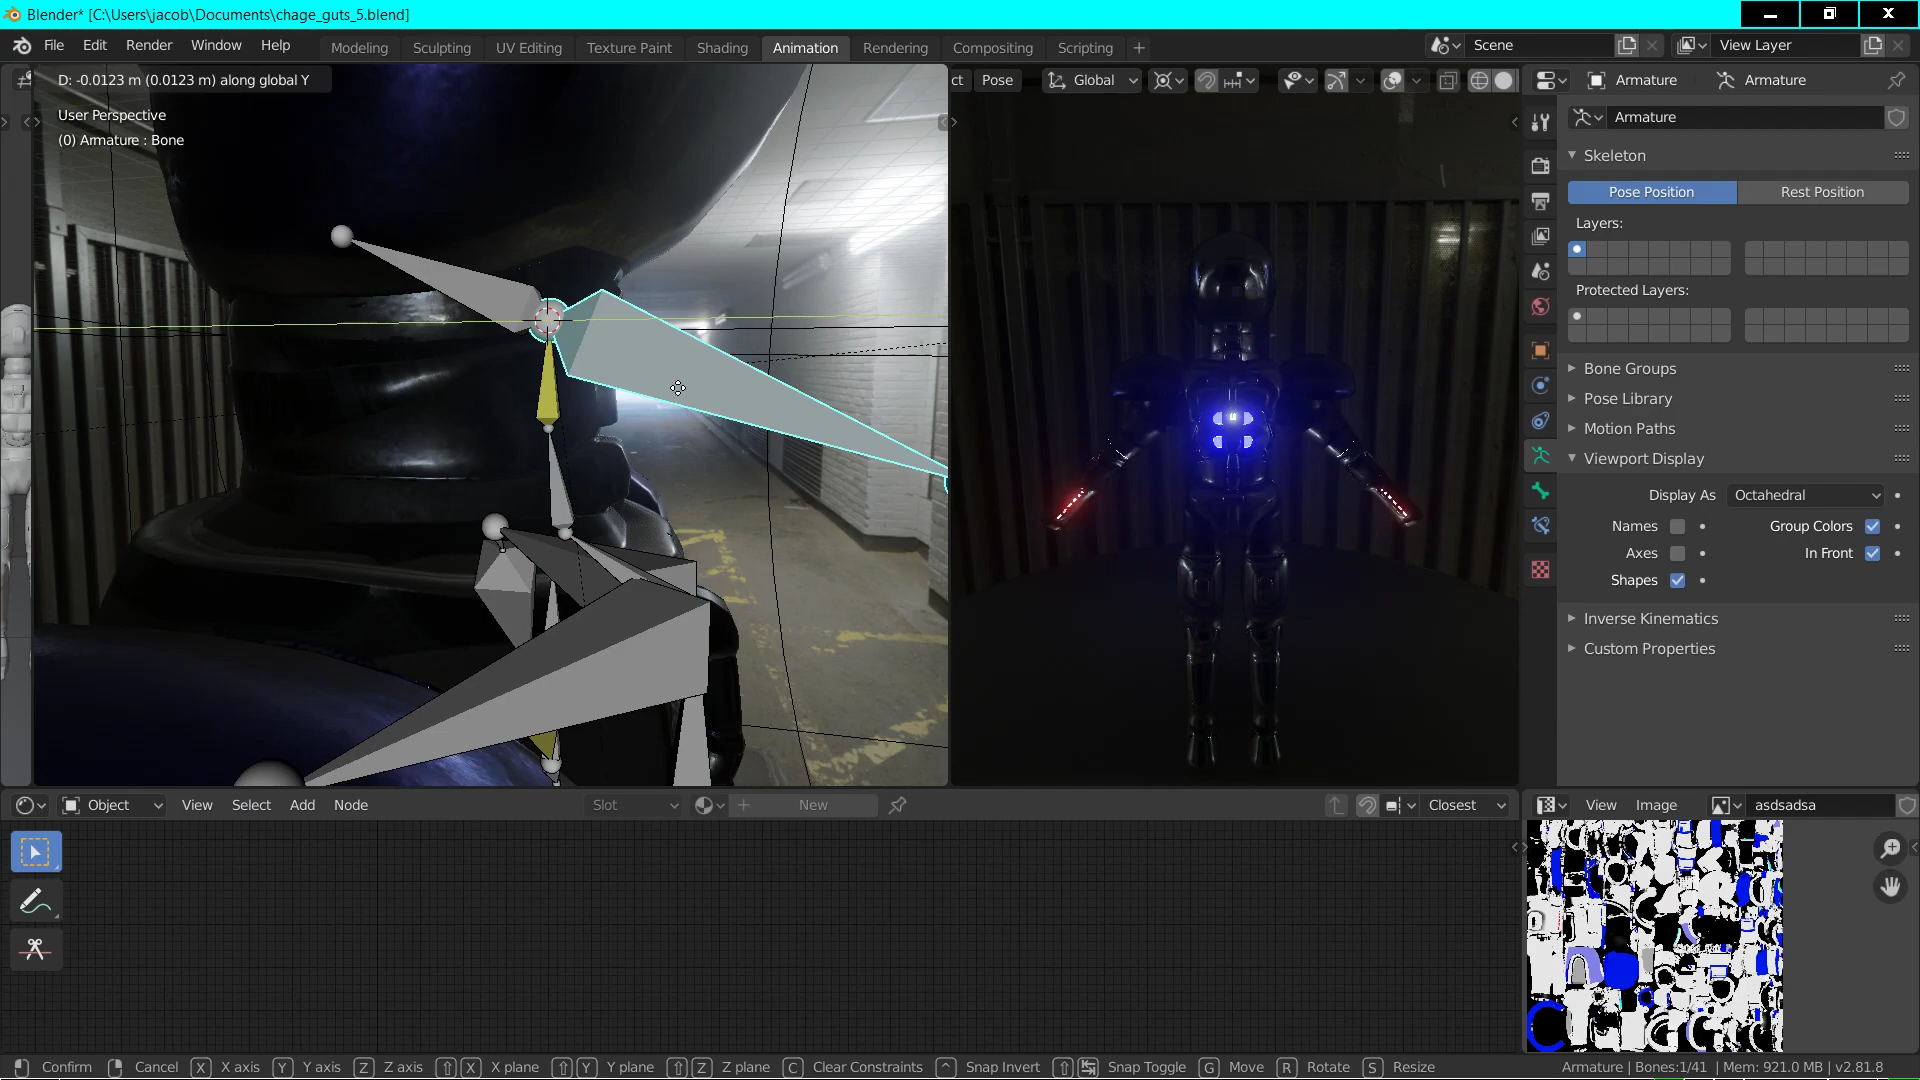 Blender* [C:\Users\jacob\Documents\chage_guts_5.blend]
File Edit Render Window Help
Modeling Sculpting UV Editing Texture Paint Shading Animation Rendering Compositing Scripting +
Scene
View Layer
D: -0.0123 m (0.0123 m) along global Y
User Perspective
(0) Armature : Bone
ct Pose Global
Armature Armature
Armature
Skeleton
Pose Position Rest Position
Layers:
Protected Layers:
Bone Groups
Pose Library
Motion Paths
Viewport Display
Display As Octahedral
Names Group Colors
Axes In Front
Shapes
Inverse Kinematics
Custom Properties
Object View Select Add Node Slot New Closest
View Image asdsadsa
Confirm Cancel X X axis Y Y axis Z Z axis X X plane Y Y plane Z Z plane C Clear Constraints ^ Snap Invert Snap Toggle G Move R Rotate S Resize
Armature | Bones:1/41 | Mem: 921.0 MB | v2.81.8